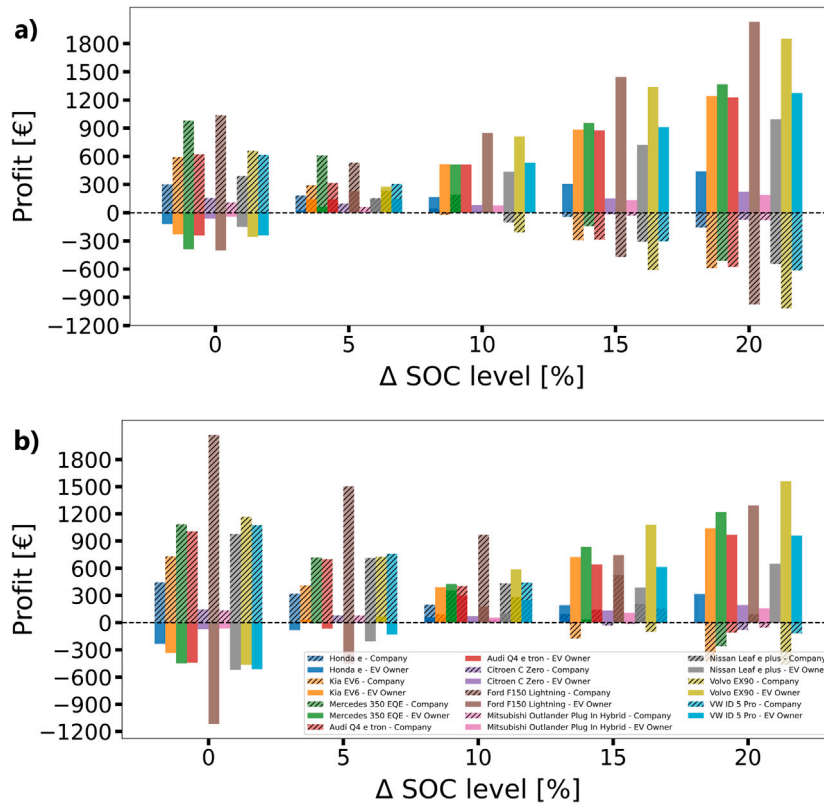 a)
Profit [€]
1800
1500
1200
900
600
300
0
−300
−600
−900
−1200
0 5 10 15 20
Δ SOC level [%]
b)
Profit [€]
1800
1500
1200
900
600
300
0
−300
−600
−900
−1200
Honda e - Company
Honda e - EV Owner
Kia EV6 - Company
Kia EV6 - EV Owner
Mercedes 350 EQE - Company
Mercedes 350 EQE - EV Owner
Audi Q4 e tron - Company
Audi Q4 e tron - EV Owner
Citroen C Zero - Company
Citroen C Zero - EV Owner
Ford F150 Lightning - Company
Ford F150 Lightning - EV Owner
Mitsubishi Outlander Plug In Hybrid - Company
Mitsubishi Outlander Plug In Hybrid - EV Owner
Nissan Leaf e plus - Company
Nissan Leaf e plus - EV Owner
Volvo EX90 - Company
Volvo EX90 - EV Owner
VW ID 5 Pro - Company
VW ID 5 Pro - EV Owner
0 5 10 15 20
Δ SOC level [%]